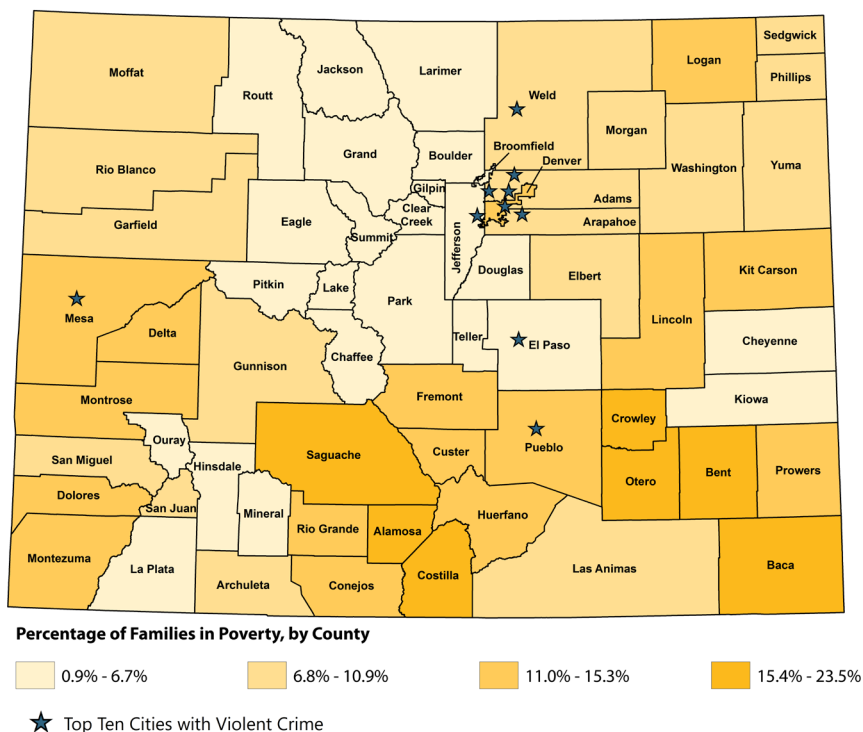 Moffat
Routt
Jackson
Larimer
Weld
Logan
Sedgwick
Phillips
Morgan
Washington
Yuma
Rio Blanco
Grand
Boulder
Broomfield
Denver
Gilpin
Clear
Creek
Adams
Arapahoe
Garfield
Eagle
Summit
Jefferson
Douglas
Elbert
Kit Carson
Mesa
Pitkin
Lake
Park
Lincoln
Delta
Teller
El Paso
Cheyenne
Gunnison
Chaffee
Montrose
Fremont
Kiowa
Ouray
Crowley
Pueblo
San Miguel
Hinsdale
Saguache
Custer
Otero
Bent
Prowers
Dolores
San Juan
Mineral
Rio Grande
Alamosa
Huerfano
Montezuma
La Plata
Archuleta
Conejos
Costilla
Las Animas
Baca
Percentage of Families in Poverty, by County
0.9% - 6.7%
6.8% - 10.9%
11.0% - 15.3%
15.4% - 23.5%
Top Ten Cities with Violent Crime